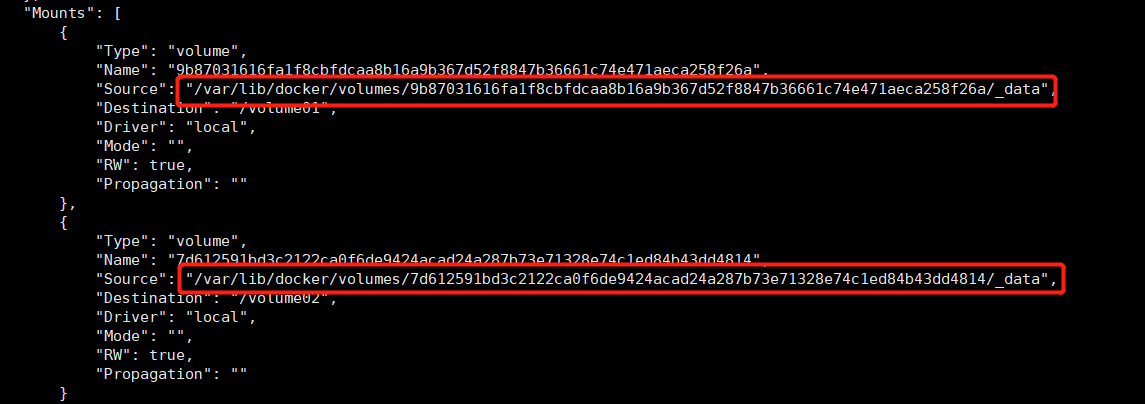 "Mounts": [
{
"Type": "volume",
"Name": "9b87031616fa1f8cbfdcaa8b16a9b367d52f8847b36661c74e471aeca258f26a",
"Source": "/var/lib/docker/volumes/9b87031616fa1f8cbfdcaa8b16a9b367d52f8847b36661c74e471aeca258f26a/_data",
"Destination": "/volume01",
"Driver": "local",
"Mode": "",
"RW": true,
"Propagation": ""
},
{
"Type": "volume",
"Name": "7d612591bd3c2122ca0f6de9424acad24a287b73e71328e74c1ed84b43dd4814",
"Source": "/var/lib/docker/volumes/7d612591bd3c2122ca0f6de9424acad24a287b73e71328e74c1ed84b43dd4814/_data",
"Destination": "/volume02",
"Driver": "local",
"Mode": "",
"RW": true,
"Propagation": ""
}